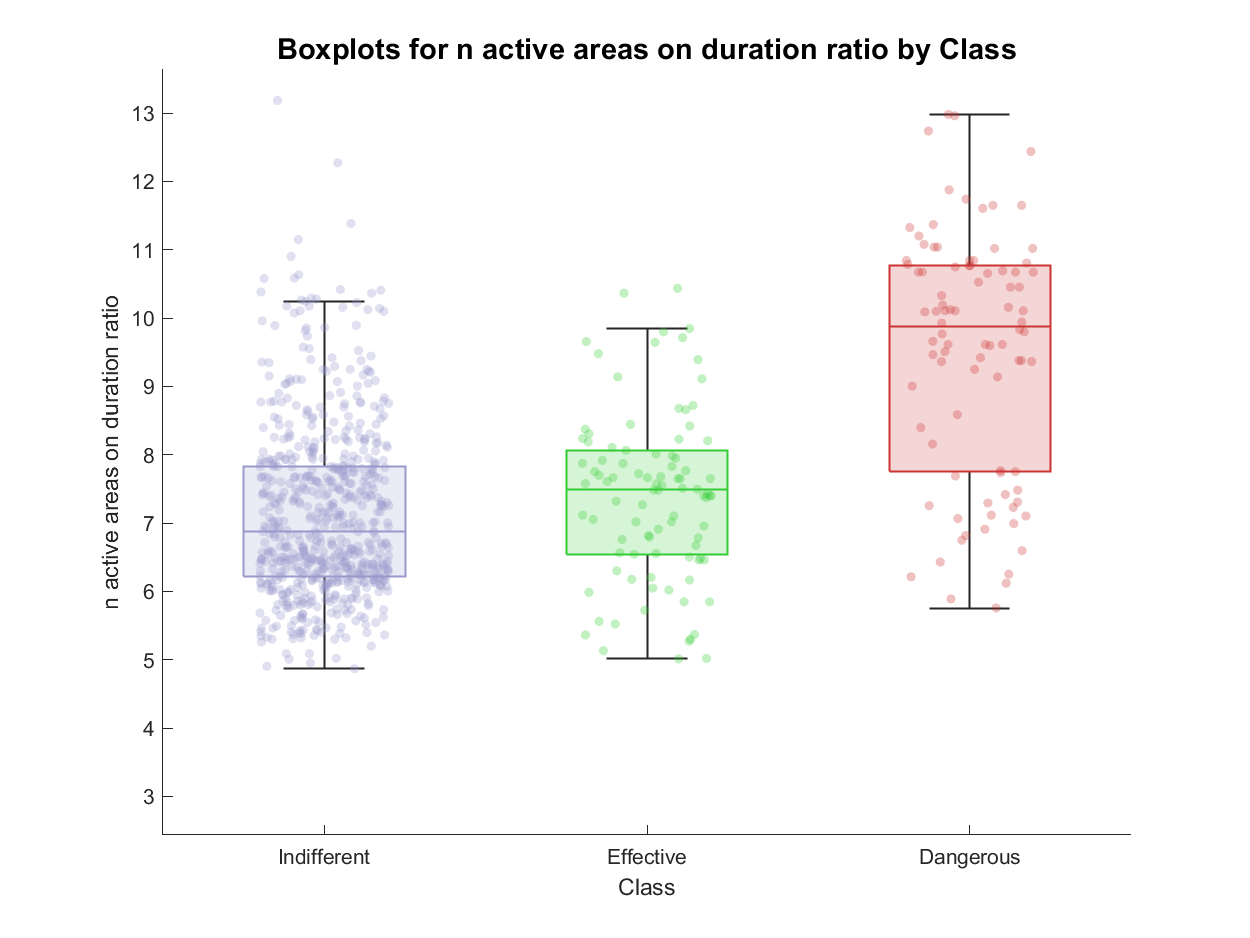 Boxplots for n active areas on duration ratio by Class
n active areas on duration ratio
13
12
11
10
9
8
7
6
5
4
3
Indifferent
Effective
Dangerous
Class